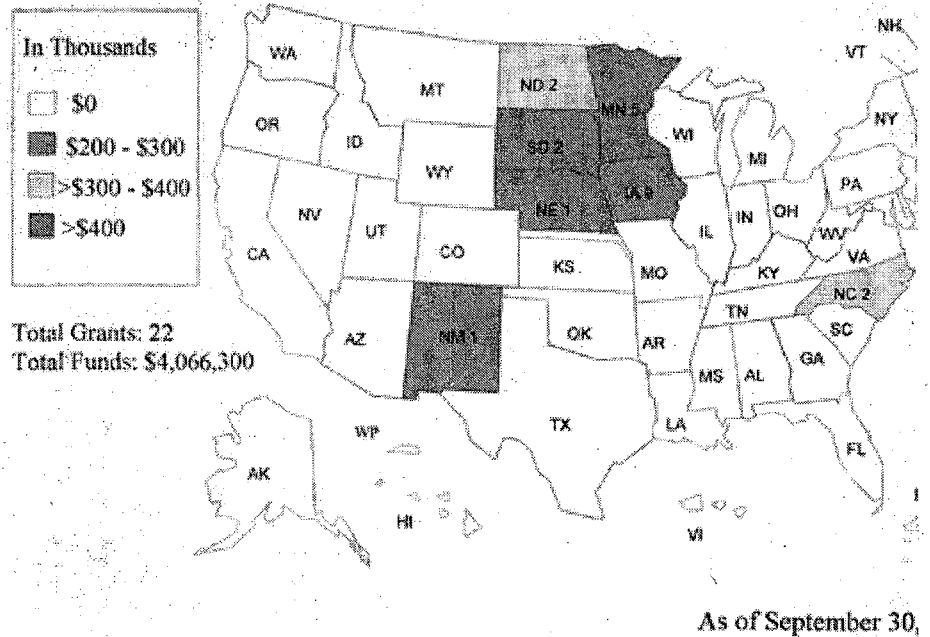 In Thousands
$0
$200 - $300
>$300 - $400
>$400
Total Grants: 22
Total Funds: $4,066,300
NH
VT
WA
MT
ND 2
MN 5
OR
ID
SD 2
WI
NY
WY
MI
NE 1
IA 9
PA
NV
UT
CA
CO
IL
IN
OH
WV
VA
KS
MO
KY
NC 2
TN
AZ
NM 1
OK
AR
SC
MS
AL
GA
TX
LA
WP
FL
AK
HI
VI
As of September 30,